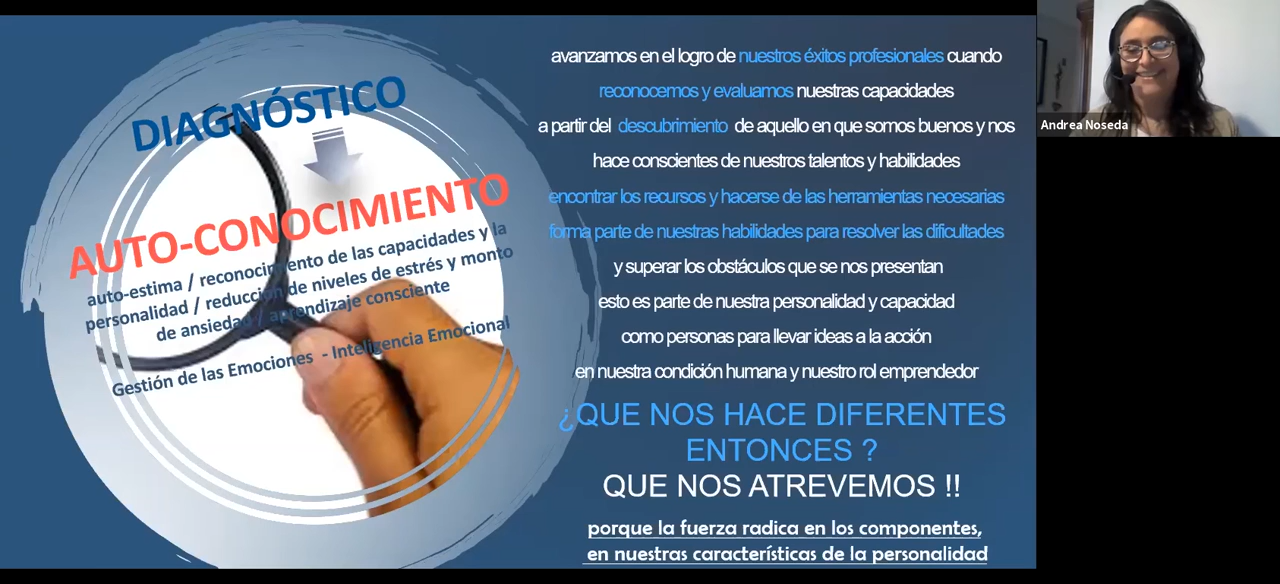 DIAGNÓSTICO
AUTO-CONOCIMIENTO
auto-estima / reconocimiento de las capacidades y la
personalidad / reducción de niveles de estrés y monto
de ansiedad / aprendizaje consciente
Gestión de las Emociones - Inteligencia Emocional
avanzamos en el logro de nuestros éxitos profesionales cuando
reconocemos y evaluamos nuestras capacidades
a partir del descubrimiento de aquello en que somos buenos y nos
hace conscientes de nuestros talentos y habilidades
encontrar los recursos y hacerse de las herramientas necesarias
forma parte de nuestras habilidades para resolver las dificultades
y superar los obstáculos que se nos presentan
esto es parte de nuestra personalidad y capacidad
como personas para llevar ideas a la acción
en nuestra condición humana y nuestro rol emprendedor
¿QUE NOS HACE DIFERENTES
ENTONCES ?
QUE NOS ATREVEMOS !!
porque la fuerza radica en los componentes,
en nuestras características de la personalidad
Andrea Noseda